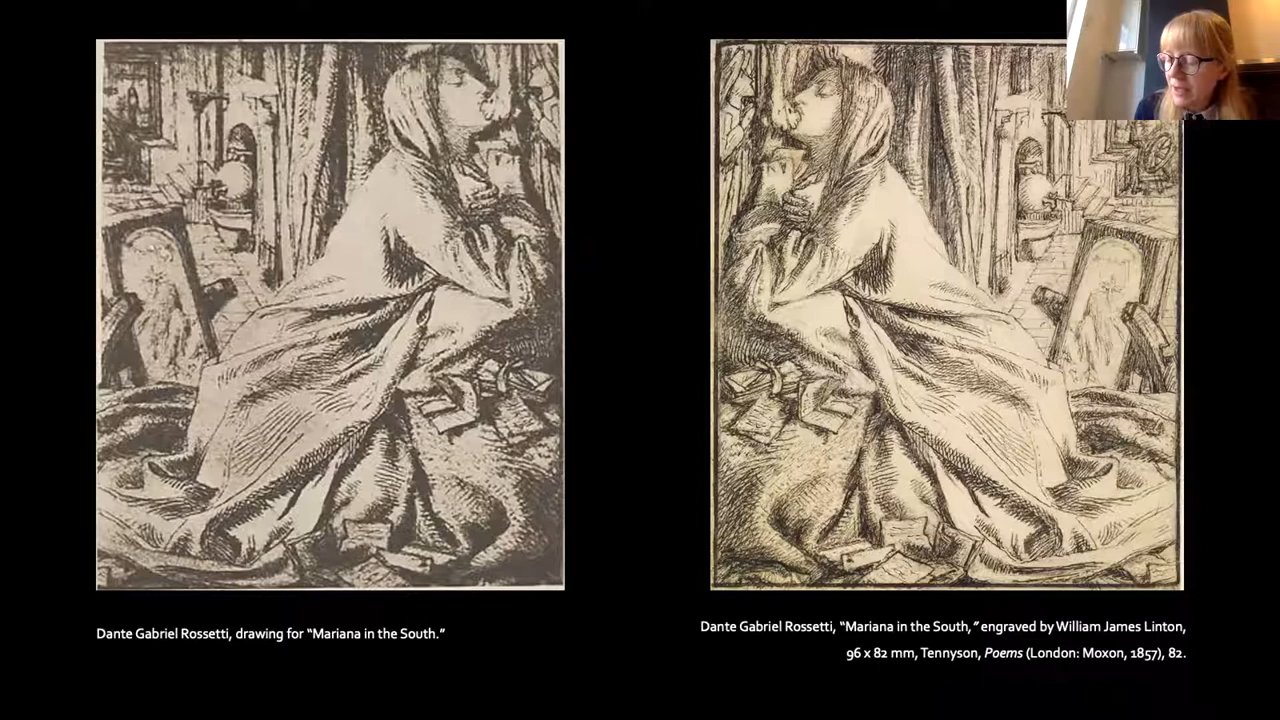 Dante Gabriel Rossetti, drawing for “Mariana in the South.”
Dante Gabriel Rossetti, “Mariana in the South,” engraved by William James Linton,
96 x 82 mm, Tennyson, Poems (London: Moxon, 1857), 82.